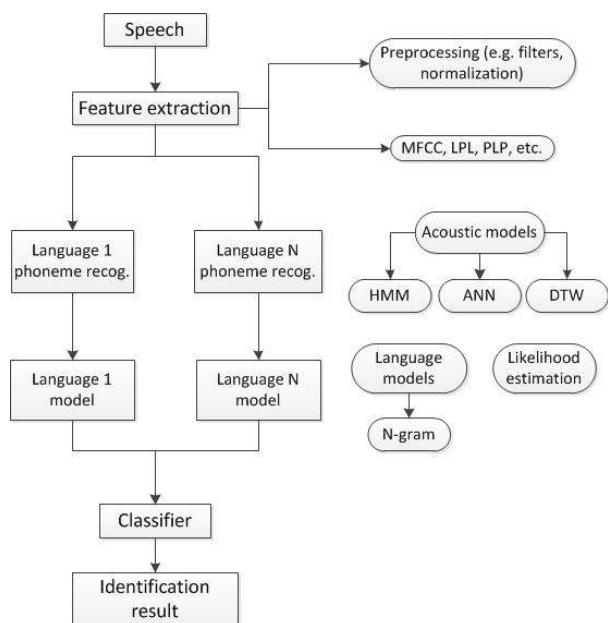 Speech
Preprocessing (e.g. filters,
normalization)
Feature extraction
MFCC, LPL, PLP, etc.
Language 1
phoneme recog.
Language N
phoneme recog.
Acoustic models
HMM
ANN
DTW
Language 1
model
Language N
model
Language
models
Likelihood
estimation
N-gram
Classifier
Identification
result